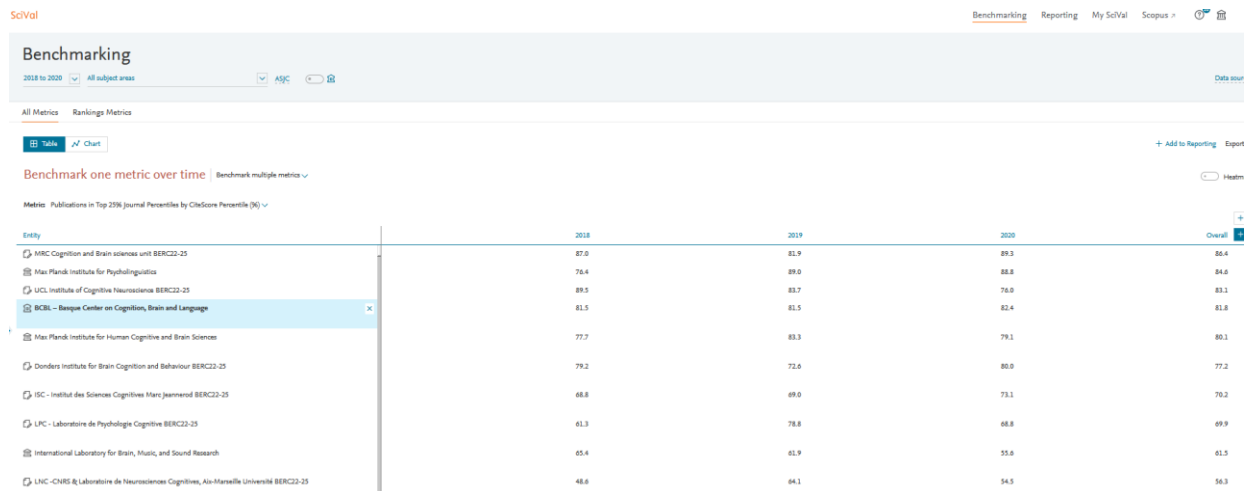 SciVal
Benchmarking Reporting My SciVal Scopus ↗
Benchmarking
2018 to 2020 All subject areas ASJC
Data sour
All Metrics Rankings Metrics
Table Chart
+ Add to Reporting Export
Benchmark one metric over time Benchmark multiple metrics
Heatm
Metric: Publications in Top 25% Journal Percentiles by CiteScore Percentile (%)
Entity 2018 2019 2020 Overall
MRC Cognition and Brain sciences unit BERC22-25 87.0 81.9 89.3 86.4
Max Planck Institute for Psycholinguistics 76.4 89.0 88.8 84.6
UCL Institute of Cognitive Neuroscience BERC22-25 89.5 83.7 76.0 83.1
BCBL – Basque Center on Cognition, Brain and Language 81.5 81.5 82.4 81.8
Max Planck Institute for Human Cognitive and Brain Sciences 77.7 83.3 79.1 80.1
Donders Institute for Brain Cognition and Behaviour BERC22-25 79.2 72.6 80.0 77.2
ISC - Institut des Sciences Cognitives Marc Jeannerod BERC22-25 68.8 69.0 73.1 70.2
LPC - Laboratoire de Psychologie Cognitive BERC22-25 61.3 78.8 68.8 69.9
International Laboratory for Brain, Music, and Sound Research 65.4 61.9 55.6 61.5
LNC -CNRS & Laboratoire de Neurosciences Cognitives, Aix-Marseille Université BERC22-25 48.6 64.1 54.5 56.3